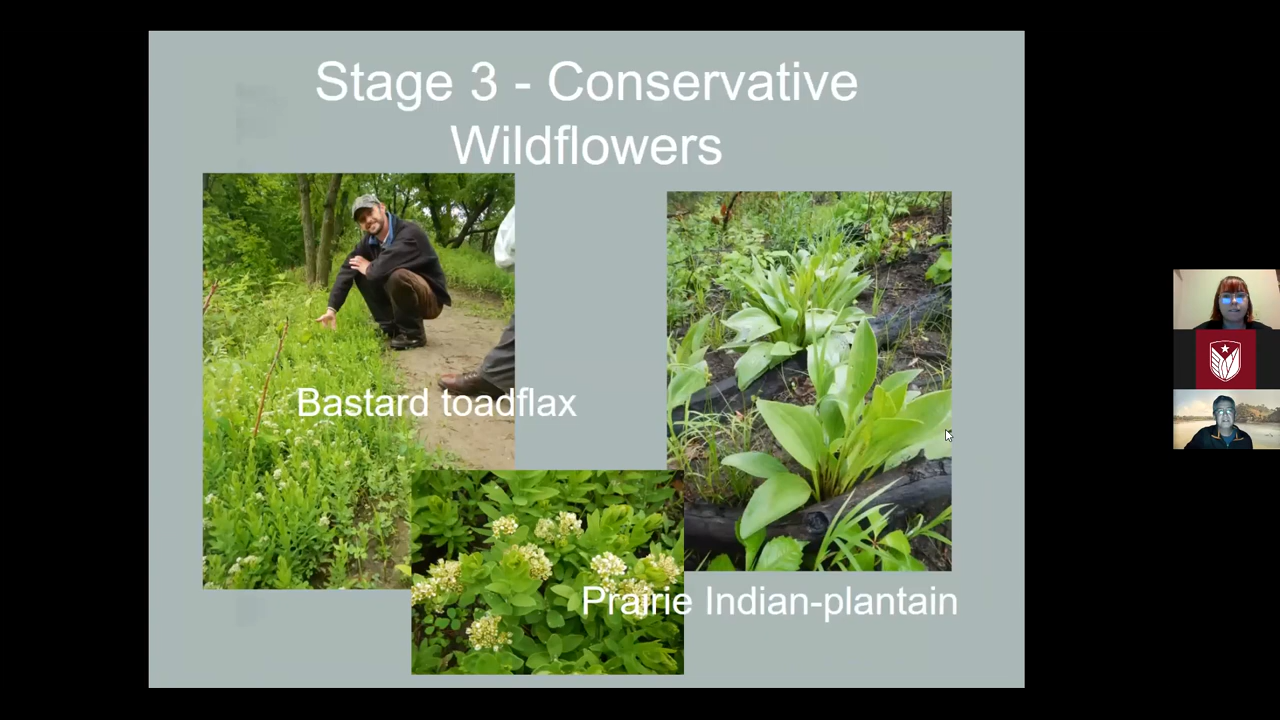 Stage 3 - Conservative
Wildflowers
Bastard toadflax
Prairie Indian-plantain